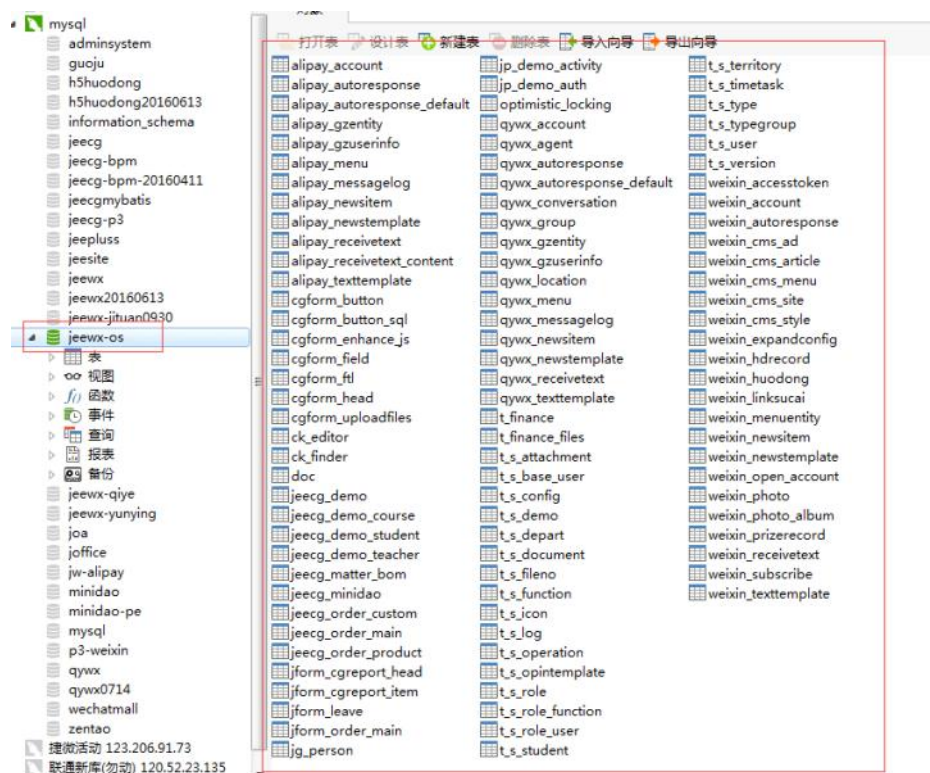 mysql
adminsystem
guoju
h5huodong
h5huodong20160613
information_schema
jeecg
jeecg-bpm
jeecg-bpm-20160411
jeecgmybatis
jeecg-p3
jeepluss
jeesite
jeewx
jeewx20160613
jeewx-jituan0930
jeewx-os
表
视图
函数
事件
查询
报表
备份
jeewx-qiye
jeewx-yunying
joa
joffice
jw-alipay
minidao
minidao-pe
mysql
p3-weixin
qywx
qywx0714
wechatmall
zentao
捷微活动 123.206.91.73
联通新库(勿动) 120.52.23.135
打开表 设计表 新建表 删除表 导入向导 导出向导
alipay_account
alipay_autoresponse
alipay_autoresponse_default
alipay_gzentity
alipay_gzuserinfo
alipay_menu
alipay_messagelog
alipay_newsitem
alipay_newstemplate
alipay_receivetext
alipay_receivetext_content
alipay_texttemplate
cgform_button
cgform_button_sql
cgform_enhance_js
cgform_field
cgform_ftl
cgform_head
cgform_uploadfiles
ck_editor
ck_finder
doc
jeecg_demo
jeecg_demo_course
jeecg_demo_student
jeecg_demo_teacher
jeecg_matter_bom
jeecg_minidao
jeecg_order_custom
jeecg_order_main
jeecg_order_product
jform_cgreport_head
jform_cgreport_item
jform_leave
jform_order_main
jg_person
jp_demo_activity
jp_demo_auth
optimistic_locking
qywx_account
qywx_agent
qywx_autoresponse
qywx_autoresponse_default
qywx_conversation
qywx_group
qywx_gzentity
qywx_gzuserinfo
qywx_location
qywx_menu
qywx_messagelog
qywx_newsitem
qywx_newstemplate
qywx_receivetext
qywx_texttemplate
t_finance
t_finance_files
t_s_attachment
t_s_base_user
t_s_config
t_s_demo
t_s_depart
t_s_document
t_s_fileno
t_s_function
t_s_icon
t_s_log
t_s_operation
t_s_opintemplate
t_s_role
t_s_role_function
t_s_role_user
t_s_student
t_s_territory
t_s_timetask
t_s_type
t_s_typegroup
t_s_user
t_s_version
weixin_accesstoken
weixin_account
weixin_autoresponse
weixin_cms_ad
weixin_cms_article
weixin_cms_menu
weixin_cms_site
weixin_cms_style
weixin_expandconfig
weixin_hdrecord
weixin_huodong
weixin_linksucai
weixin_menuentity
weixin_newsitem
weixin_newstemplate
weixin_open_account
weixin_photo
weixin_photo_album
weixin_prizerecord
weixin_receivetext
weixin_subscribe
weixin_texttemplate